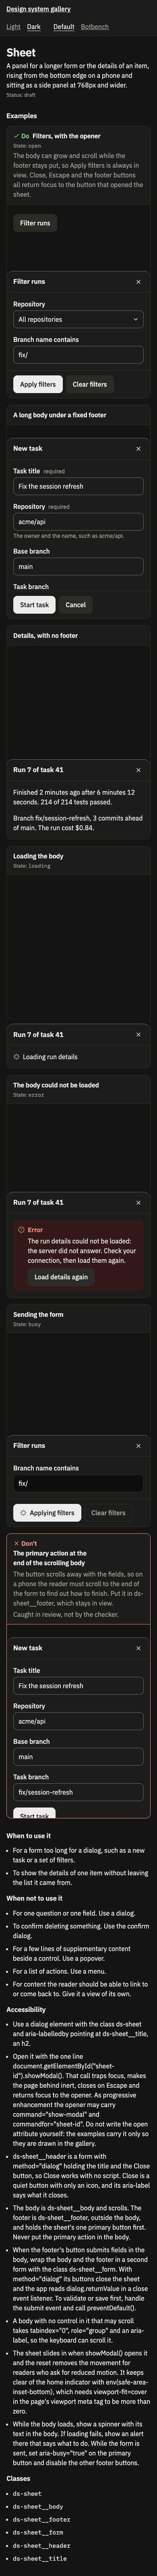 Design system gallery
Light Dark Default Botbench
Sheet
A panel for a longer form or the details of an item,
rising from the bottom edge on a phone and
sitting as a side panel at 768px and wider.
Status: draft
Examples
Do Filters, with the opener
State: open
The body can grow and scroll while the
footer stays put, so Apply filters is always
in view. Close, Escape and the footer buttons
all return focus to the button that opened the
sheet.
Filter runs
Filter runs
Repository
All repositories
Branch name contains
fix/
Apply filters Clear filters
A long body under a fixed footer
New task
Task title required
Fix the session refresh
Repository required
acme/api
The owner and the name, such as acme/api.
Base branch
main
Task branch
Start task Cancel
Details, with no footer
Run 7 of task 41
Finished 2 minutes ago after 6 minutes 12
seconds. 214 of 214 tests passed.
Branch fix/session-refresh, 3 commits ahead
of main. The run cost $0.84.
Loading the body
State: loading
Run 7 of task 41
Loading run details
The body could not be loaded
State: error
Run 7 of task 41
Error
The run details could not be loaded:
the server did not answer. Check your
connection, then load them again.
Load details again
Sending the form
State: busy
Filter runs
Branch name contains
fix/
Applying filters Clear filters
Don't
The primary action at the
end of the scrolling body
The button scrolls away with the fields, so on
a phone the reader must scroll to the end of
the form to find out how to finish. Put it in ds-
sheet__footer, which stays in view.
Caught in review, not by the checker.
New task
Task title
Fix the session refresh
Repository
acme/api
Base branch
main
Task branch
fix/session-refresh
Start task
When to use it
• For a form too long for a dialog, such as a new
task or a set of filters.
• To show the details of one item without leaving
the list it came from.
When not to use it
• For one question or one field. Use a dialog.
• To confirm deleting something. Use the confirm
dialog.
• For a few lines of supplementary content
beside a control. Use a popover.
• For a list of actions. Use a menu.
• For content the reader should be able to link to
or come back to. Give it a view of its own.
Accessibility
• Use a dialog element with the class ds-sheet
and aria-labelledby pointing at ds-sheet__title,
an h2.
• Open it with the one line
document.getElementById("sheet-
id").showModal(). That call traps focus, makes
the page behind inert, closes on Escape and
returns focus to the opener. As progressive
enhancement the opener may carry
command="show-modal" and
commandfor="sheet-id". Do not write the open
attribute yourself: the examples carry it only so
they are drawn in the gallery.
• ds-sheet__header is a form with
method="dialog" holding the title and the Close
button, so Close works with no script. Close is a
quiet button with only an icon, and its aria-label
says what it closes.
• The body is ds-sheet__body and scrolls. The
footer is ds-sheet__footer, outside the body,
and holds the sheet's one primary button first.
Never put the primary action in the body.
• When the footer's button submits fields in the
body, wrap the body and the footer in a second
form with the class ds-sheet__form. With
method="dialog" its buttons close the sheet
and the app reads dialog.returnValue in a close
event listener. To validate or save first, handle
the submit event and call preventDefault().
• A body with no control in it that may scroll
takes tabindex="0", role="group" and an aria-
label, so the keyboard can scroll it.
• The sheet slides in when showModal() opens it
and the reset removes the movement for
readers who ask for reduced motion. It keeps
clear of the home indicator with env(safe-area-
inset-bottom), which needs viewport-fit=cover
in the page's viewport meta tag to be more than
zero.
• While the body loads, show a spinner with its
text in the body. If loading fails, show an alert
there that says what to do. While the form is
sent, set aria-busy="true" on the primary
button and disable the other footer buttons.
Classes
• ds-sheet
• ds-sheet__body
• ds-sheet__footer
• ds-sheet__form
• ds-sheet__header
• ds-sheet__title